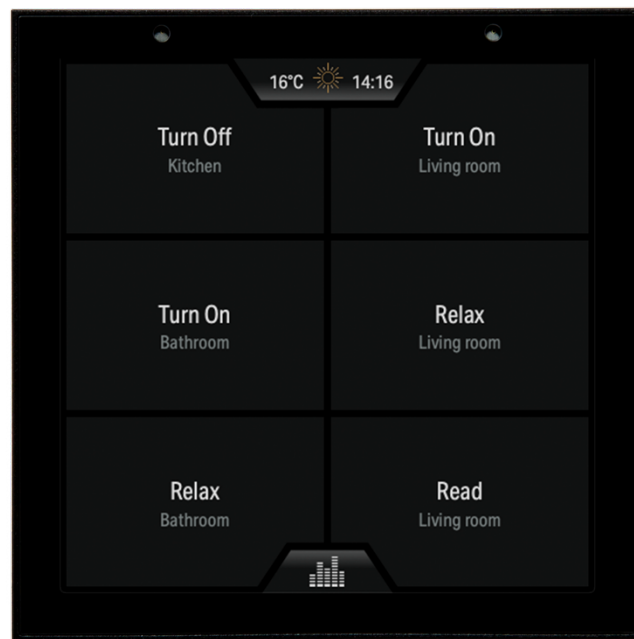 16°C 14:16
Turn Off
Kitchen
Turn On
Living room
Turn On
Bathroom
Relax
Living room
Relax
Bathroom
Read
Living room